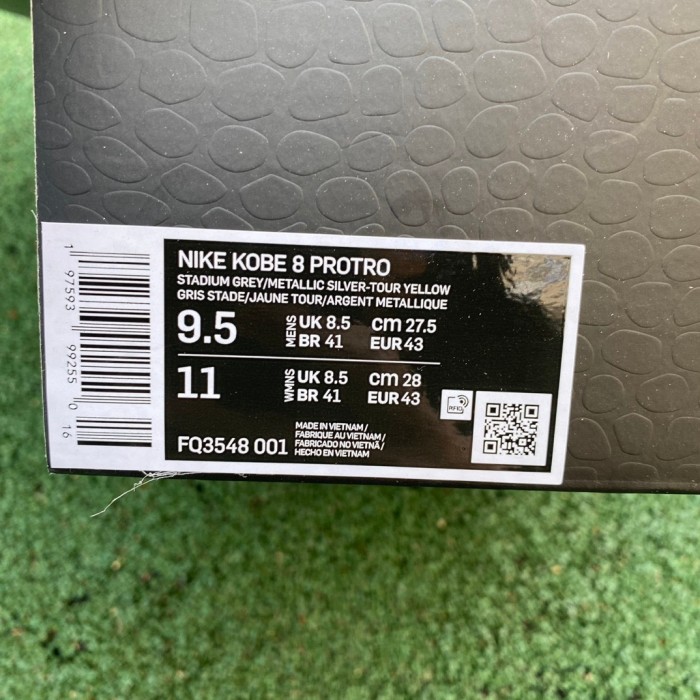 NIKE KOBE 8 PROTRO
STADIUM GREY/METALLIC SILVER-TOUR YELLOW
GRIS STADE/JAUNE TOUR/ARGENT METALLIQUE
9.5 MENS UK 8.5 cm 27.5
BR 41 EUR 43
11 WMNS UK 8.5 cm 28
BR 41 EUR 43
FQ3548 001
MADE IN VIETNAM/
FABRIQUE AU VIETNAM/
FABRICADO NO VIETNÃ/
HECHO EN VIETNAM
RFID
1 97593 99255 0 16